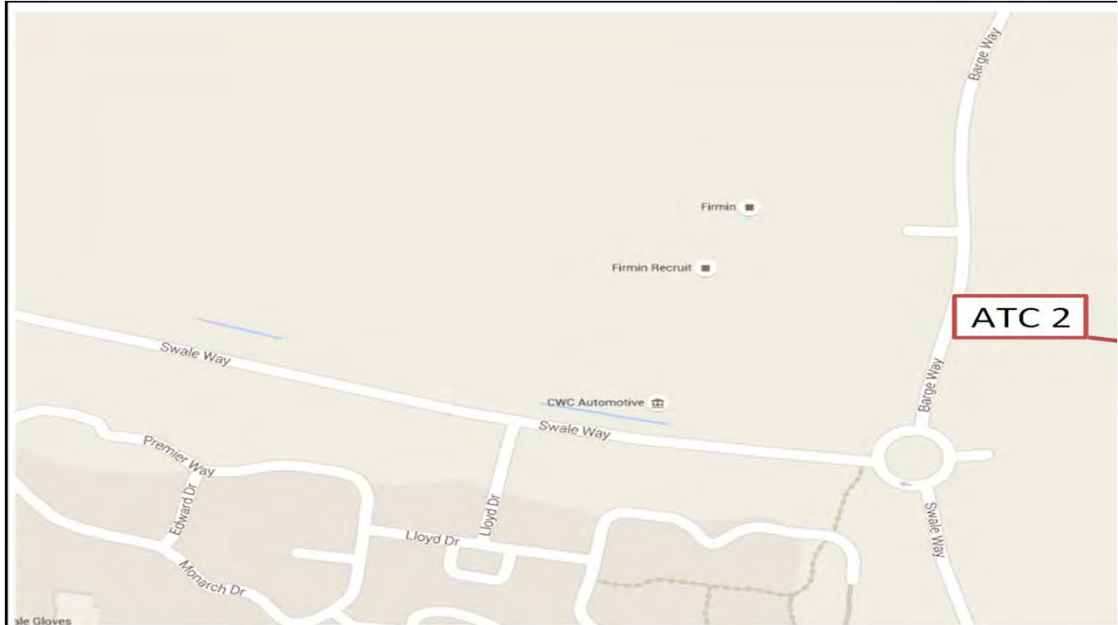 Barge Way
Firmin
Firmin Recruit
ATC 2
Swale Way
Barge Way
CWC Automotive
Swale Way
Premier Way
Edward Dr
Lloyd Dr
Swale Way
Lloyd Dr
Monarch Dr
ale Gloves